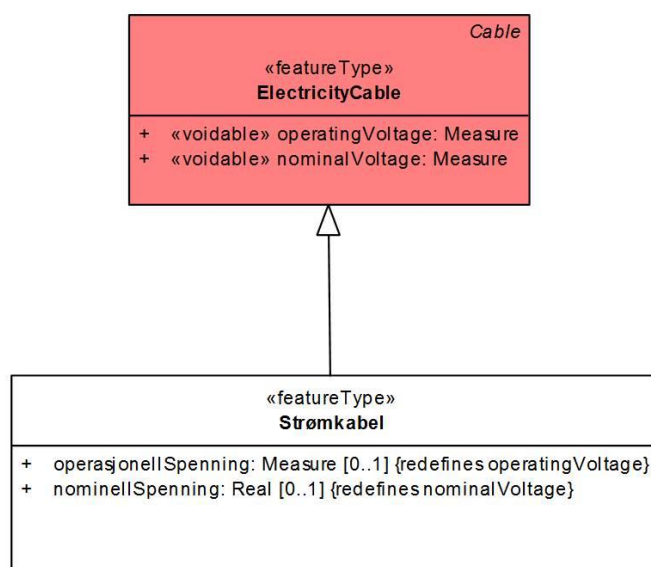 Cable
«featureType»
ElectricityCable
+ «voidable» operatingVoltage: Measure
+ «voidable» nominalVoltage: Measure
«featureType»
Strømkabel
+ operasjonellSpenning: Measure [0..1] {redefines operatingVoltage}
+ nominellSpenning: Real [0..1] {redefines nominalVoltage}